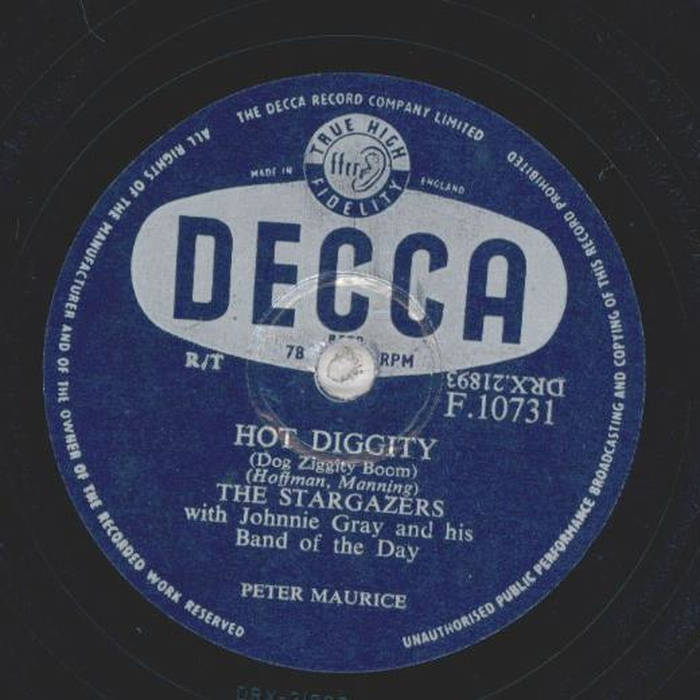 THE DECCA RECORD COMPANY LIMITED
ALL RIGHTS OF THE MANUFACTURER AND OF THE OWNER OF THE RECORDED WORK RESERVED
UNAUTHORISED PUBLIC PERFORMANCE BROADCASTING AND COPYING OF THIS RECORD PROHIBITED
TRUE HIGH
ffrr
FIDELITY
MADE IN
ENGLAND
DECCA
78 RPM
R/T
DRX.21893
F.10731
HOT DIGGITY
(Dog Ziggity Boom)
(Hoffman, Manning)
THE STARGAZERS
with Johnnie Gray and his
Band of the Day
PETER MAURICE